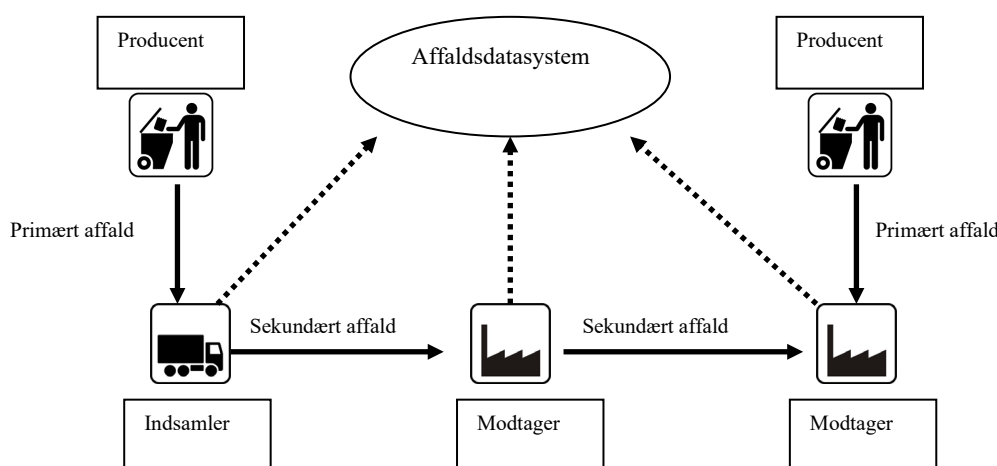 Producent
Affaldsdatasystem
Producent
Primært affald
Primært affald
Sekundært affald
Sekundært affald
Indsamler
Modtager
Modtager